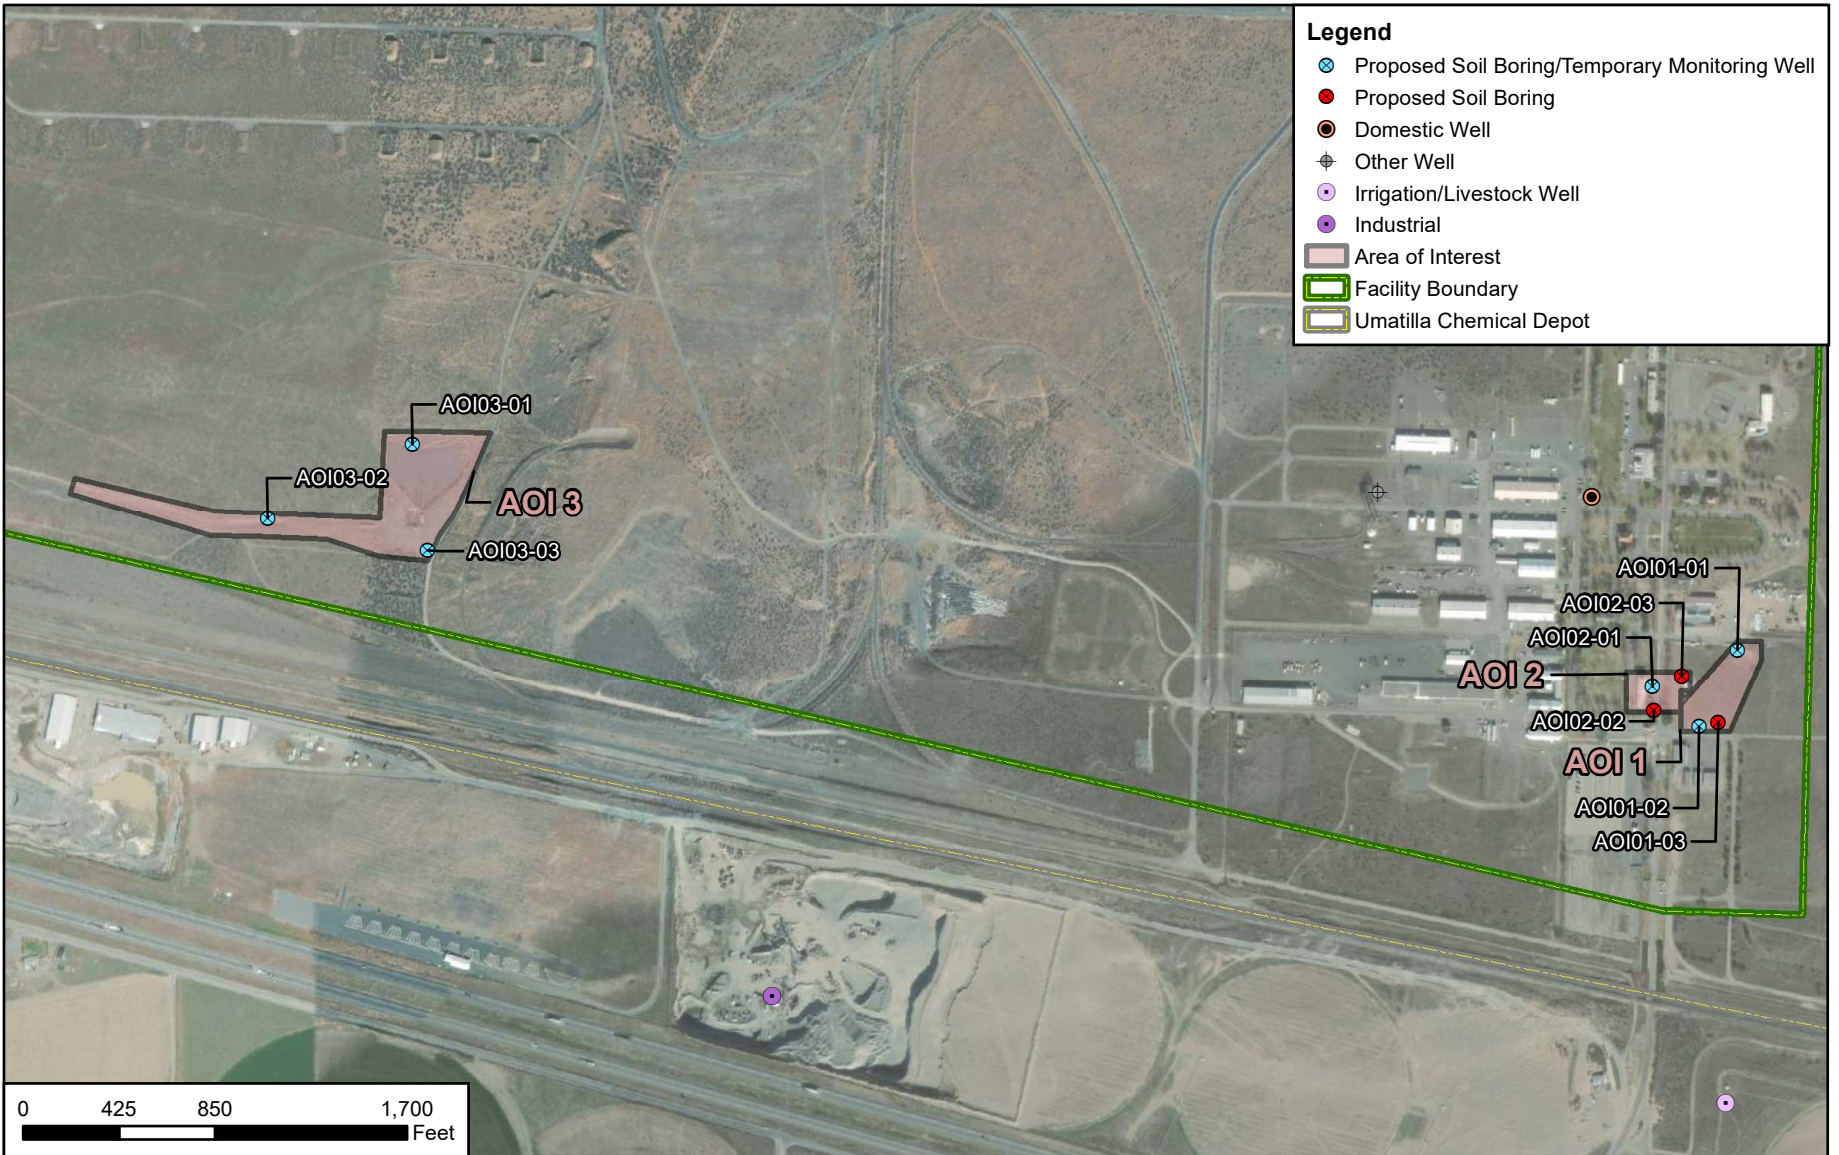 Legend
Proposed Soil Boring/Temporary Monitoring Well
Proposed Soil Boring
Domestic Well
Other Well
Irrigation/Livestock Well
Industrial
Area of Interest
Facility Boundary
Umatilla Chemical Depot
AOI03-01
AOI03-02
AOI 3
AOI03-03
AOI01-01
AOI02-03
AOI02-01
AOI 2
AOI02-02
AOI 1
AOI01-02
AOI01-03
0 425 850 1,700
Feet